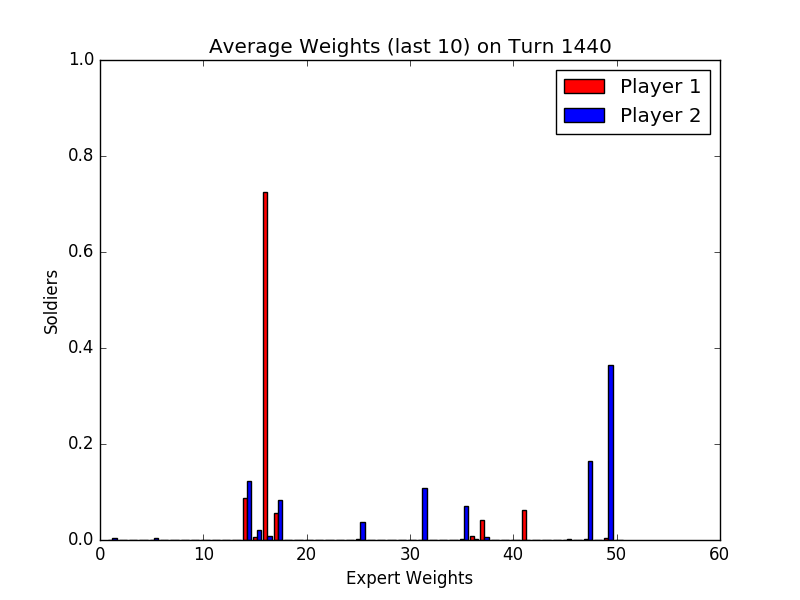 Average Weights (last 10) on Turn 1440
1.0
0.8
0.6
0.4
0.2
0.0
Soldiers
Player 1
Player 2
0 10 20 30 40 50 60
Expert Weights